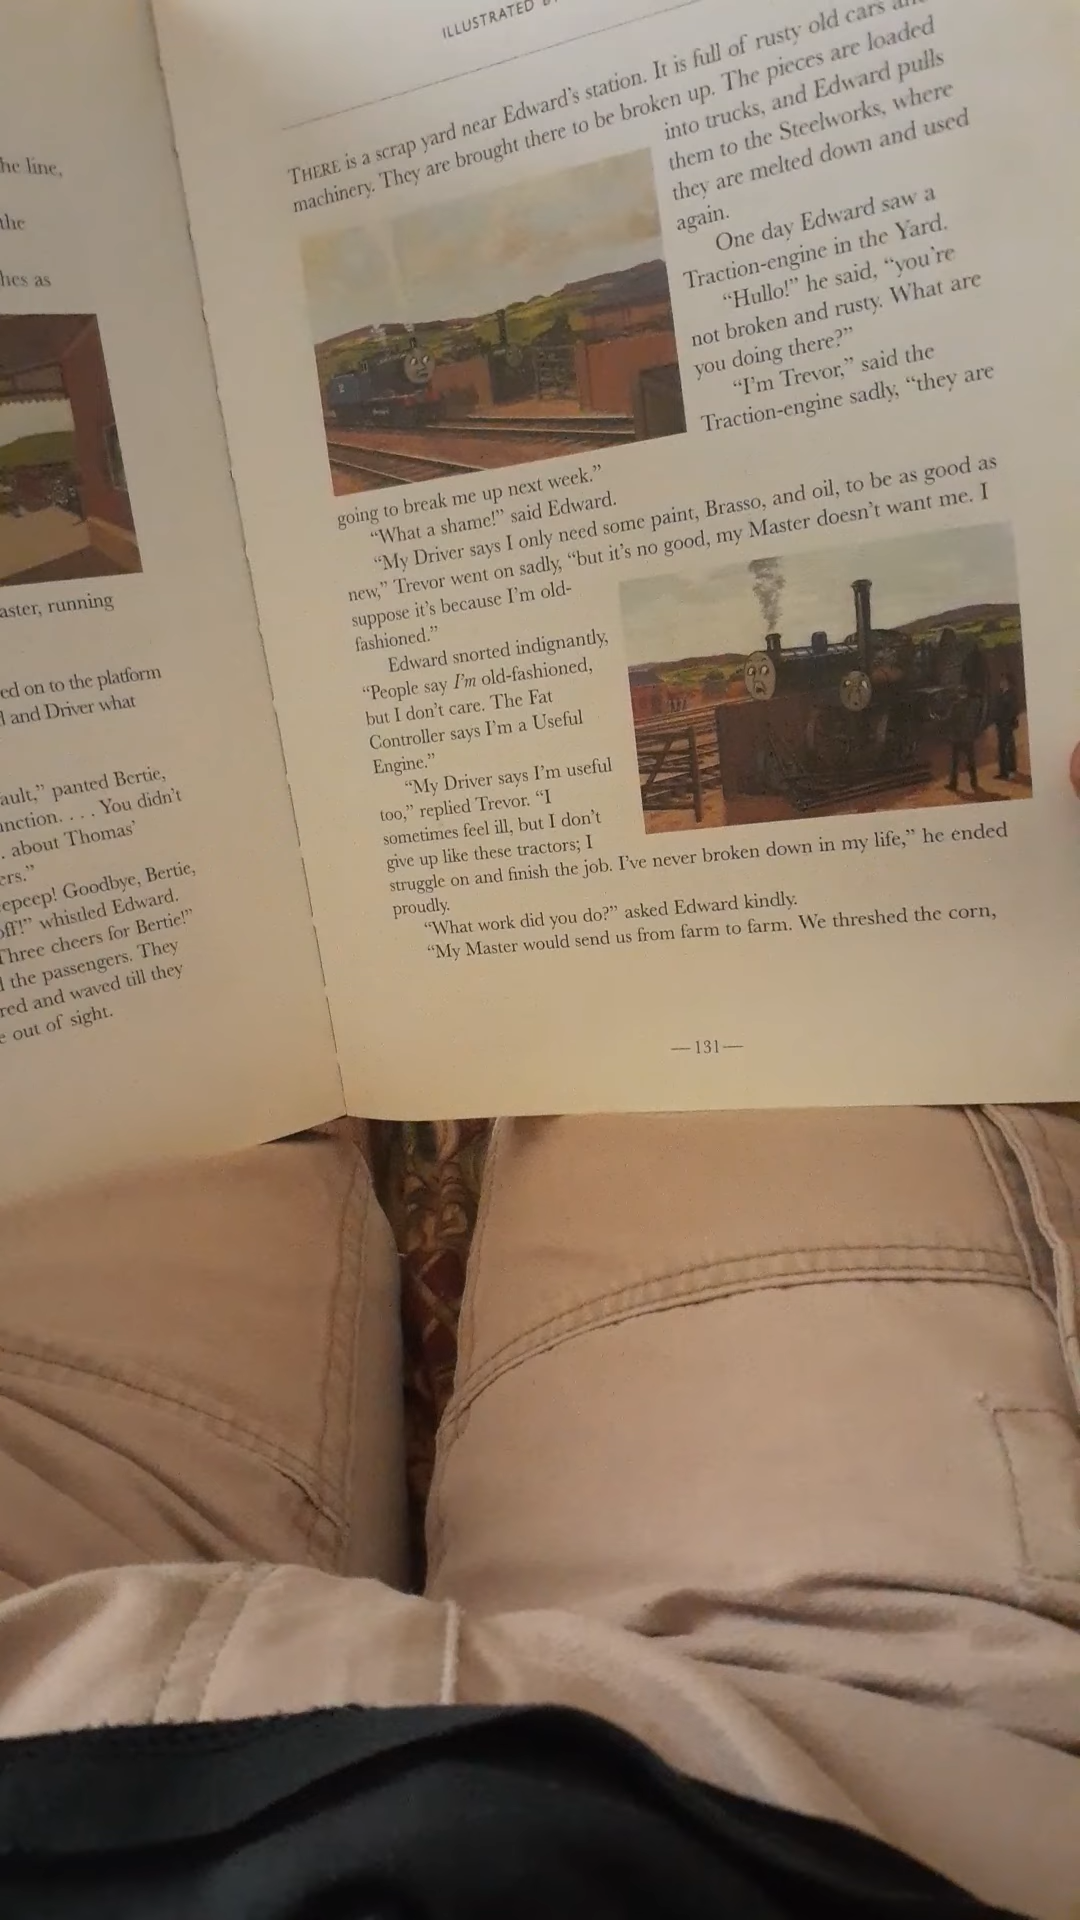 he line,
the
hes as
aster, running
ed on to the platform
l and Driver what
ault,” panted Bertie,
nction. . . . You didn't
. about Thomas'
ers.”
epeep! Goodbye, Bertie,
off!” whistled Edward.
Three cheers for Bertie!”
l the passengers. They
red and waved till they
e out of sight.
ILLUSTRATED
THERE is a scrap yard near Edward's station. It is full of rusty old cars
machinery. They are brought there to be broken up. The pieces are loaded
into trucks, and Edward pulls
them to the Steelworks, where
they are melted down and used
again.
One day Edward saw a
Traction-engine in the Yard.
“Hullo!” he said, “you're
not broken and rusty. What are
you doing there?”
“I'm Trevor,” said the
Traction-engine sadly, “they are
going to break me up next week.”
“What a shame!” said Edward.
“My Driver says I only need some paint, Brasso, and oil, to be as good as
new,” Trevor went on sadly, “but it's no good, my Master doesn't want me. I
suppose it's because I'm old-
fashioned.”
Edward snorted indignantly,
“People say I'm old-fashioned,
but I don't care. The Fat
Controller says I'm a Useful
Engine.”
“My Driver says I'm useful
too,” replied Trevor. “I
sometimes feel ill, but I don't
give up like these tractors; I
struggle on and finish the job. I've never broken down in my life,” he ended
proudly.
“What work did you do?” asked Edward kindly.
“My Master would send us from farm to farm. We threshed the corn,
—131—